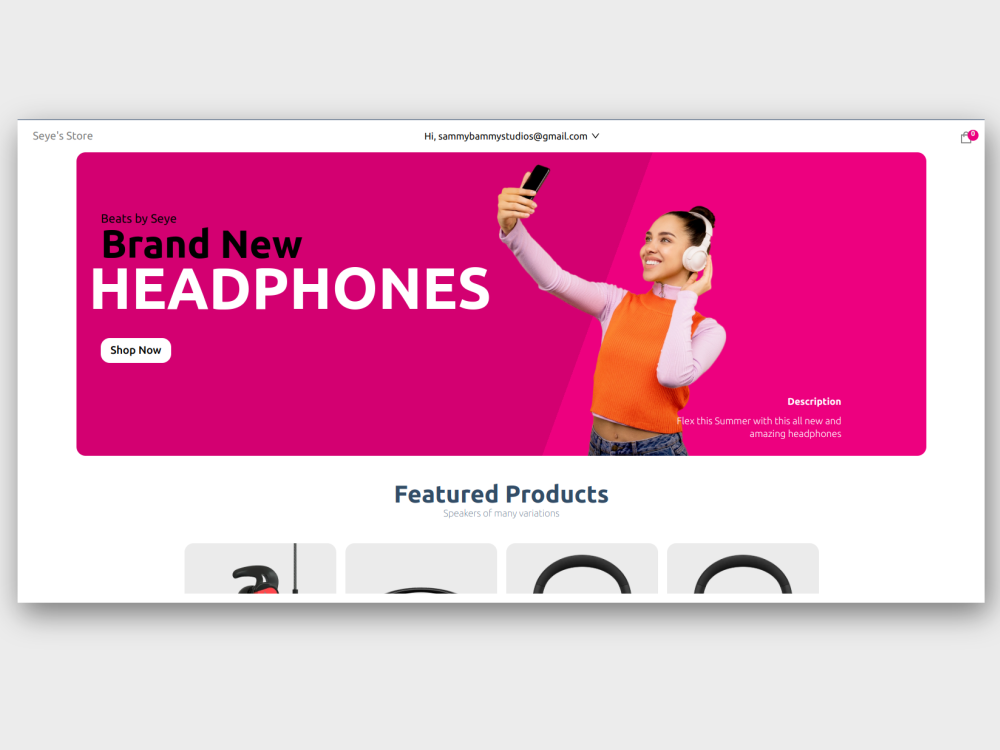 Seye's Store
Hi, sammybammystudios@gmail.com
0
Beats by Seye
Brand New
HEADPHONES
Shop Now
Description
Flex this Summer with this all new and
amazing headphones
Featured Products
Speakers of many variations